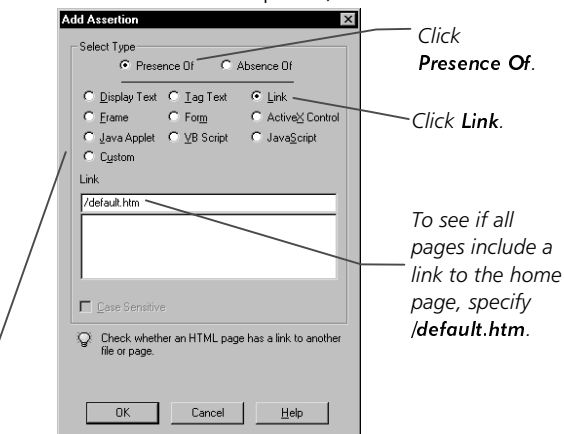 Add Assertion
Click
Presence Of.
Select Type
Presence Of Absence Of
Display Text Tag Text Link
Frame Form ActiveX Control
Click Link.
Java Applet VB Script JavaScript
Custom
Link
/default.htm
To see if all
pages include a
link to the home
page, specify
/default.htm.
Case Sensitive
Check whether an HTML page has a link to another
file or page.
OK Cancel Help